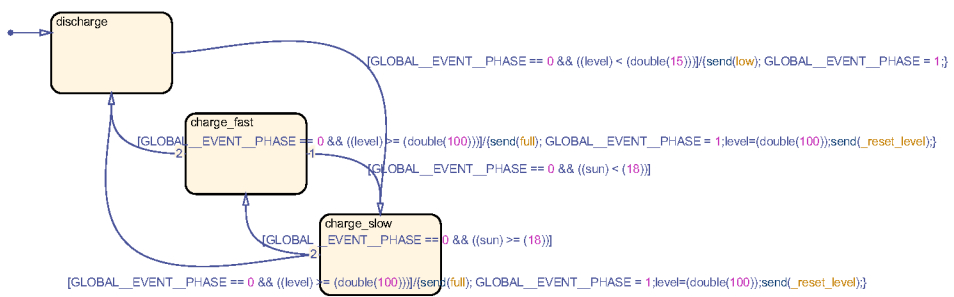 discharge
[GLOBAL__EVENT__PHASE == 0 && ((level) < (double(15)))]/{send(low); GLOBAL__EVENT__PHASE = 1;}
charge_fast
[GLOBAL__EVENT__PHASE == 0 && ((level) >= (double(100)))]/{send(full); GLOBAL__EVENT__PHASE = 1;level=(double(100));send(_reset_level);}
2
1
[GLOBAL__EVENT__PHASE == 0 && ((sun) < (18))]
charge_slow
[GLOBAL__EVENT__PHASE == 0 && ((sun) >= (18))]
2
[GLOBAL__EVENT__PHASE == 0 && ((level) >= (double(100)))]/{send(full); GLOBAL__EVENT__PHASE = 1;level=(double(100));send(_reset_level);}